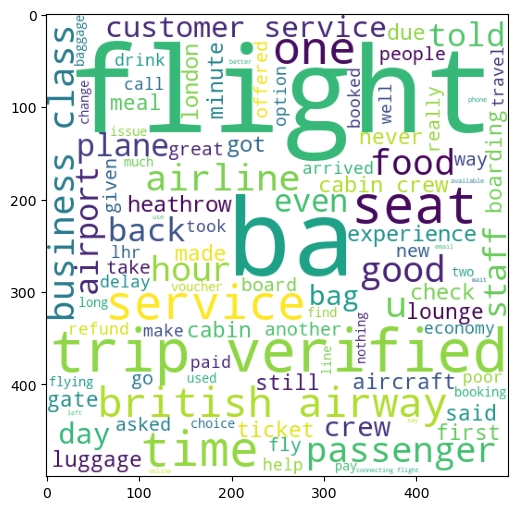 0
100
200
300
400
0 100 200 300 400
flight
customer service
one
due
told
baggage
business class
drink
london
minute
offered
better
option
people
booked
well
travel
phone
call
change
meal
issue
never
really
boarding
plane
great
got
much
arrived
food
way
airline
cabin crew
available
airport
given
heathrow
even
seat
use
back
took
ba
experience
email
staff
lhr
hour
made
new
good
two
wait
take
delay
board
check
long
voucher
bag
u
lounge
service
find
refund
make
cabin
another
line
nothing
economy
trip verified
flying
go
used
paid
still
aircraft
poor
booking
gate
left
british airway
said
day
asked
choice
ticket
crew
say
first
time
fly
passenger
luggage
online
help
pay
connecting flight